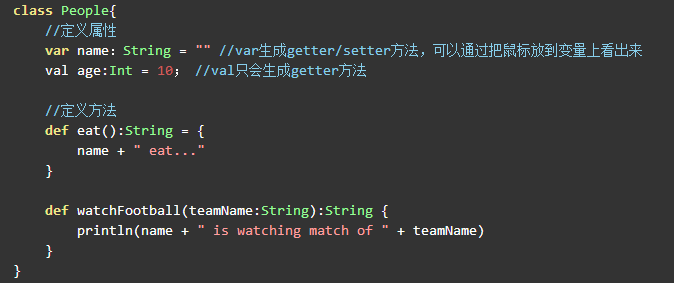 class People{
    //定义属性
    var name：String = "" //var生成getter/setter方法，可以通过把鼠标放到变量上看出来
    val age:Int = 10； //val只会生成getter方法

    //定义方法
    def eat():String = {
        name + " eat..."
    }

    def watchFootball(teamName:String):String {
        println(name + " is watching match of " + teamName)
    }
}